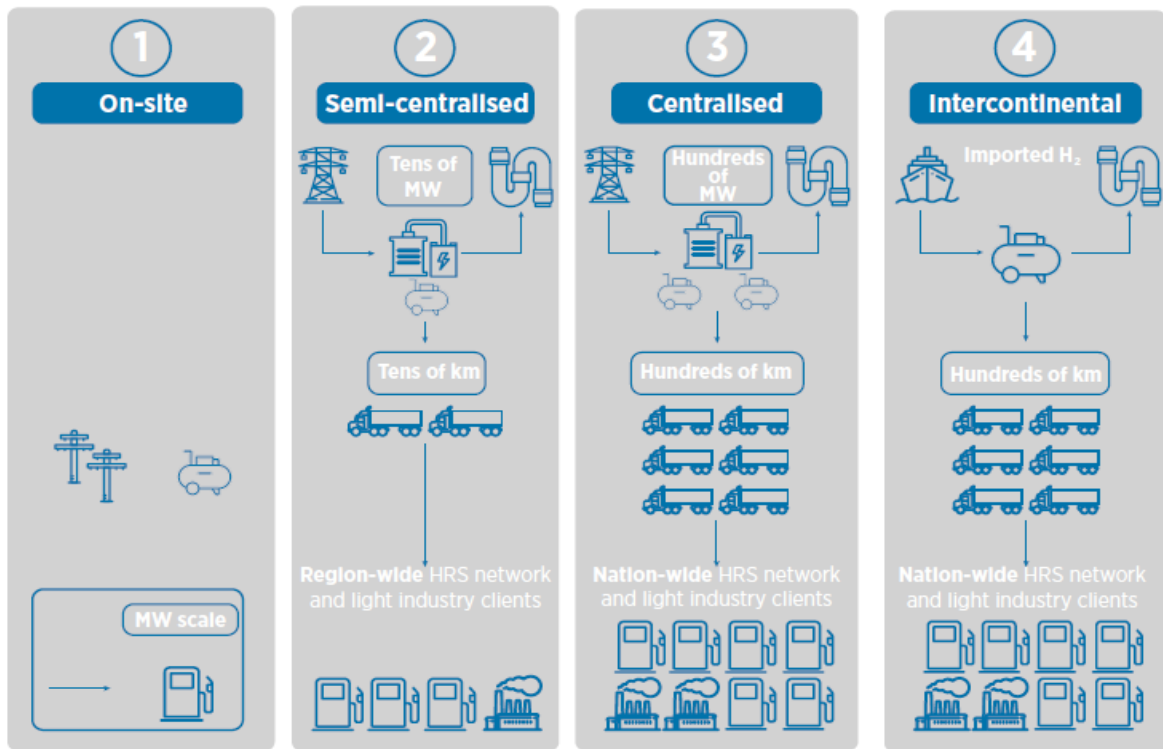 1
On-site
MW scale
2
Semi-centralised
Tens of
MW
Tens of km
Region-wide HRS network
and light industry clients
3
Centralised
Hundreds
of
MW
Hundreds of km
Nation-wide HRS network
and light industry clients
4
Intercontinental
Imported H₂
Hundreds of km
Nation-wide HRS network
and light industry clients